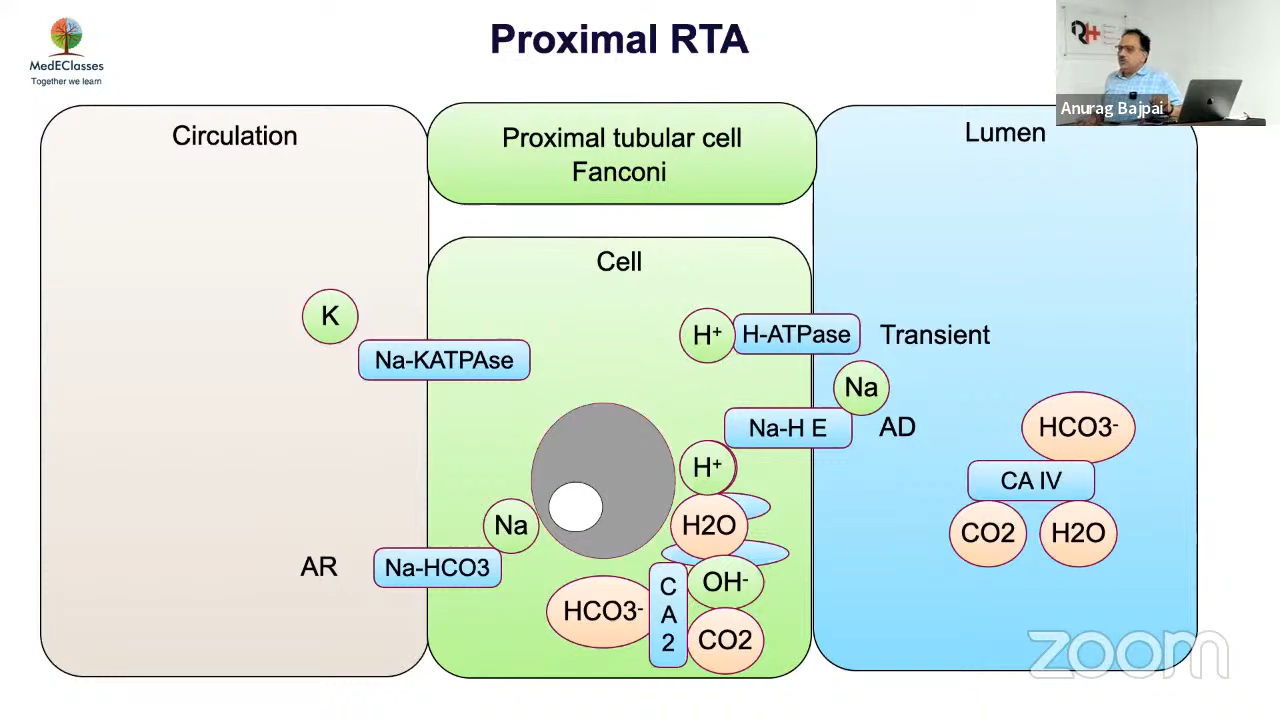 Proximal RTA
MedEClasses
Together we learn
RH+
Anurag Bajpai
Circulation
Proximal tubular cell
Fanconi
Lumen
Cell
K
Na-KATPAse
H+
H-ATPase
Transient
Na
Na-H E
AD
H+
HCO3-
CA IV
CO2
H2O
Na
H2O
AR
Na-HCO3
HCO3-
C
A
2
OH-
CO2
zoom